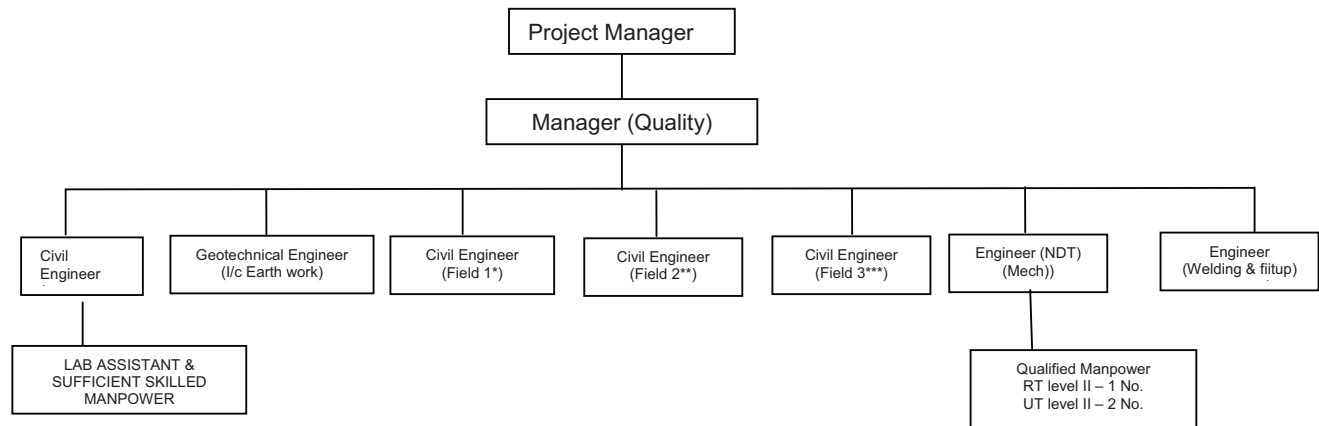 Project Manager
Manager (Quality)
Civil
Engineer
Geotechnical Engineer
(I/c Earth work)
Civil Engineer
(Field 1*)
Civil Engineer
(Field 2**)
Civil Engineer
(Field 3***)
Engineer (NDT)
(Mech))
Engineer
(Welding & fiitup)
LAB ASSISTANT &
SUFFICIENT SKILLED
MANPOWER
Qualified Manpower
RT level II – 1 No.
UT level II – 2 No.